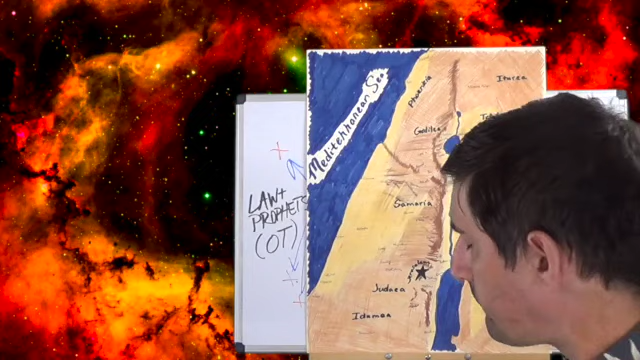 Mediterranean Sea
Phoenicia
Iturea
Galilee
Samaria
Judaea
Idumea
LAW+
PROPHETS
(OT)